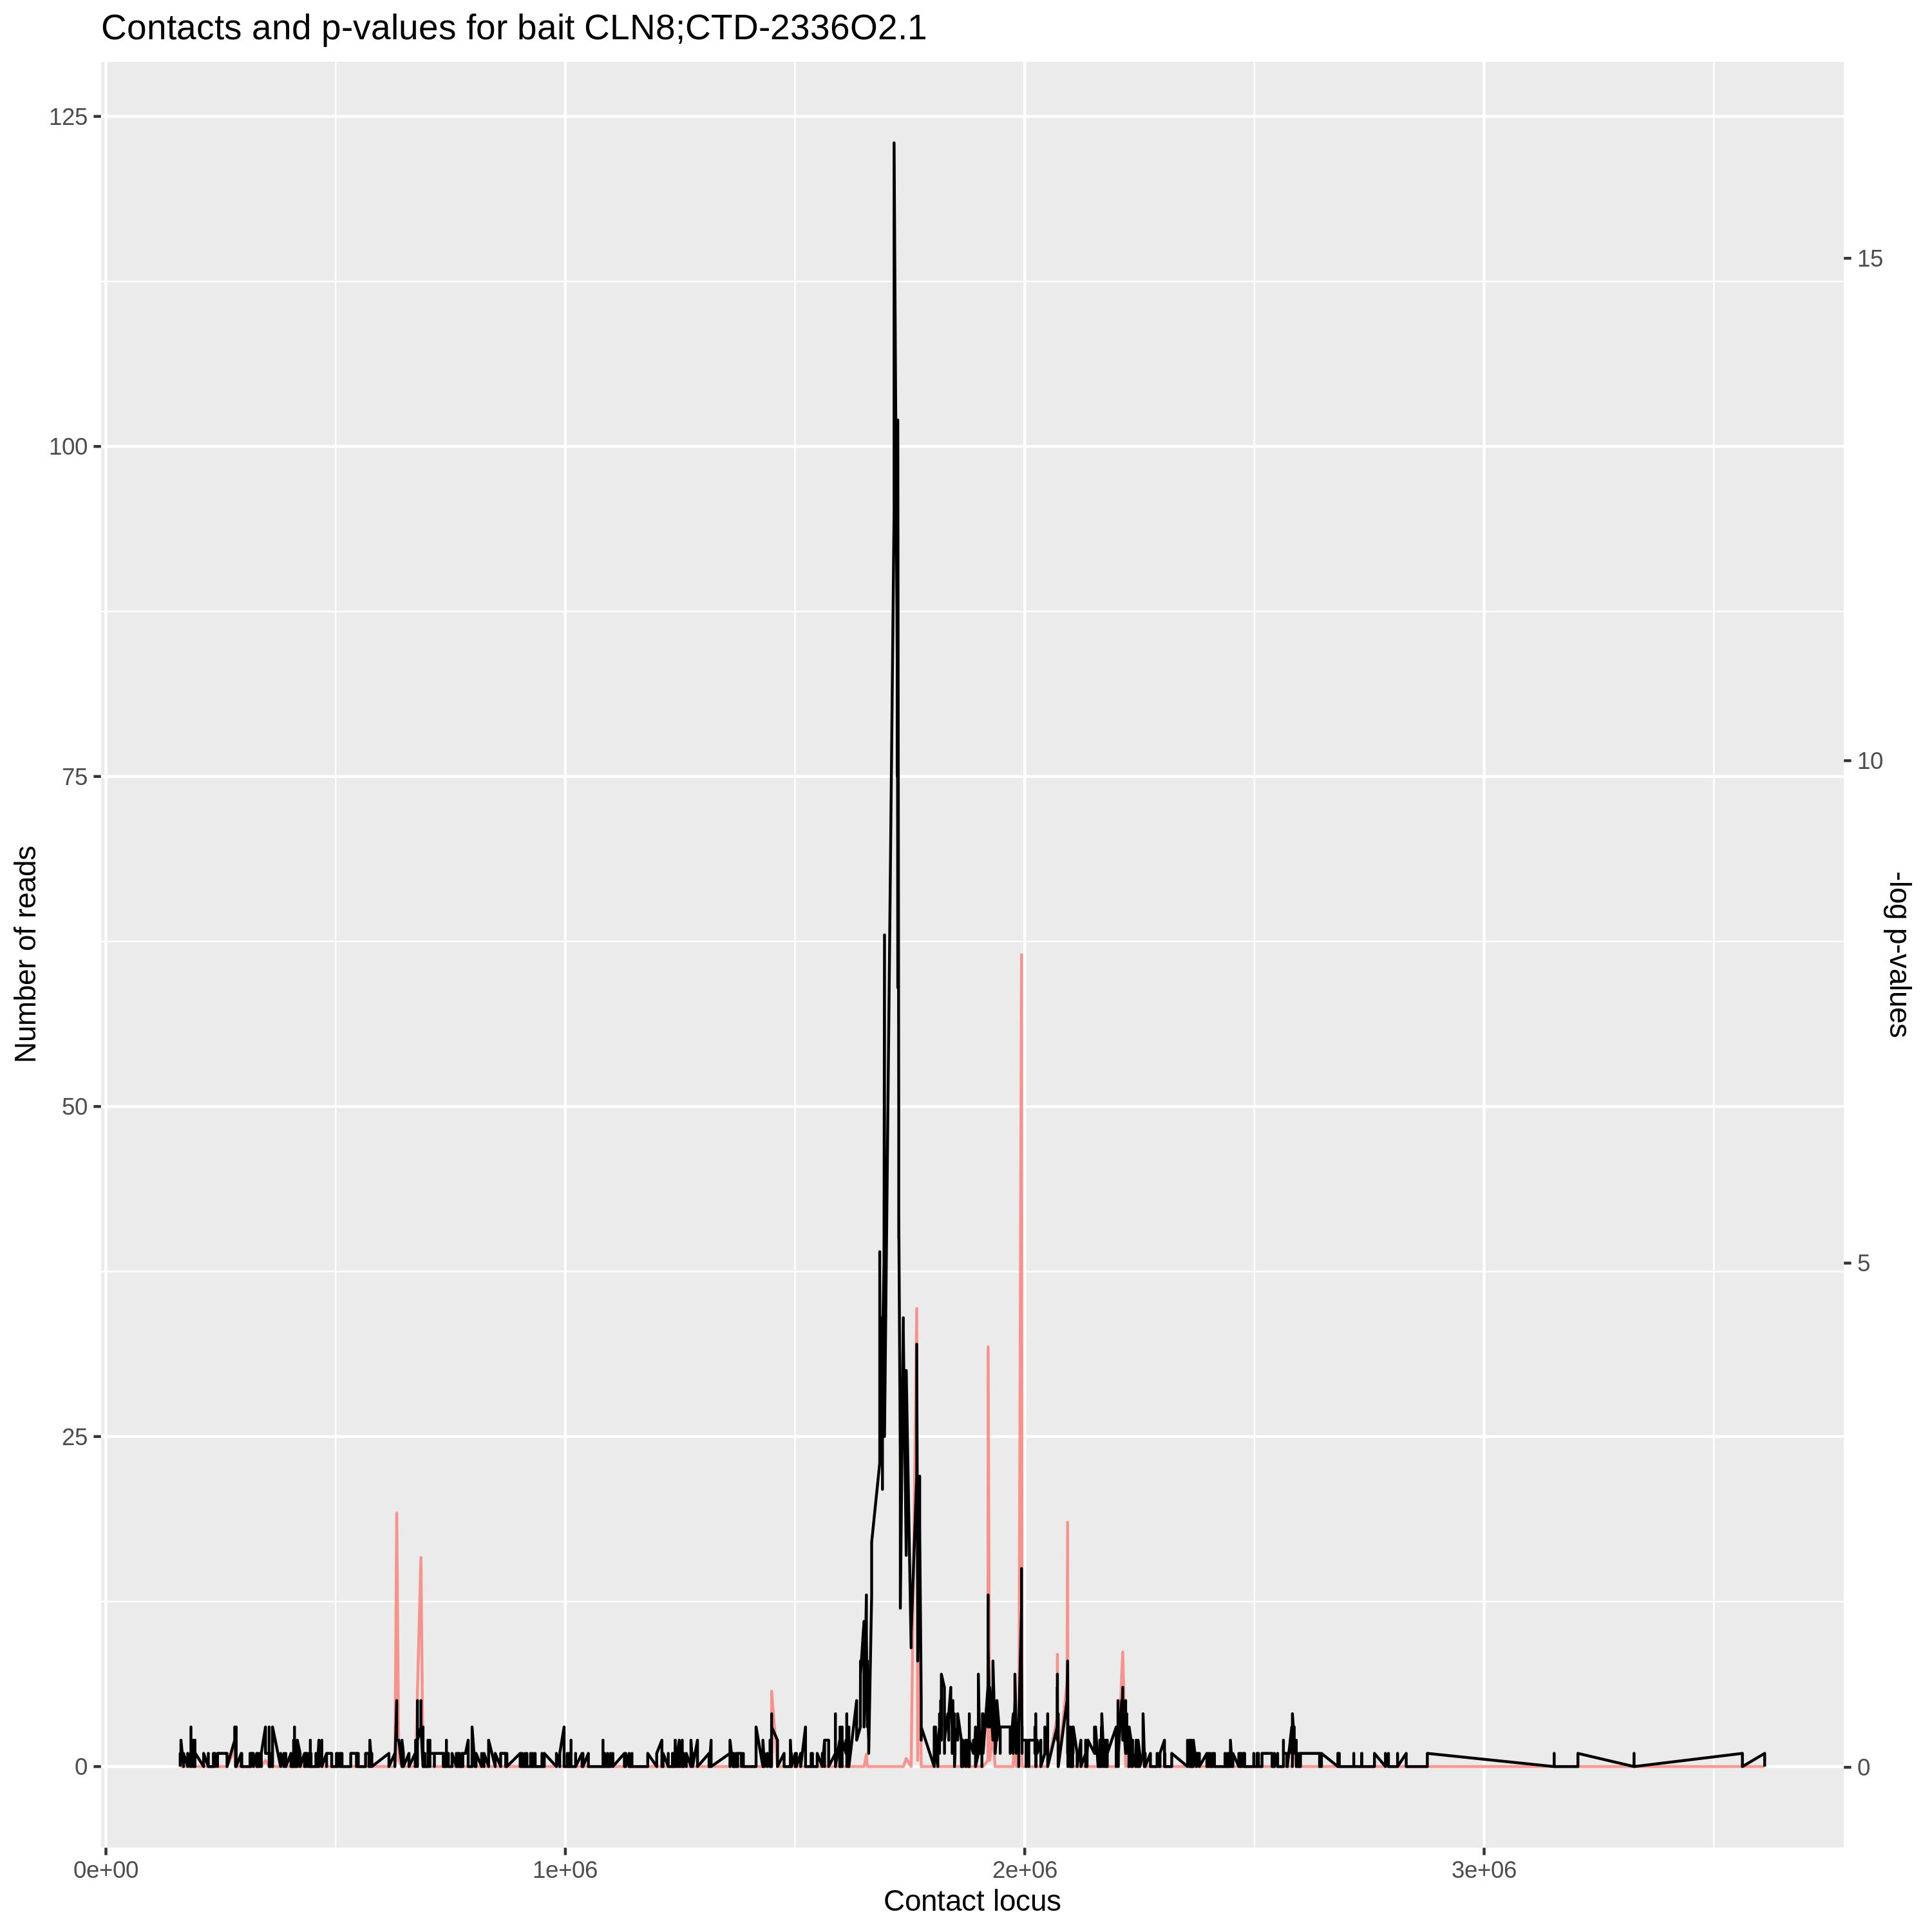 Contacts and p-values for bait CLN8;CTD-2336O2.1
125
100
75
50
25
0
Number of reads
15
10
5
0
-log p-values
0e+00 1e+06 2e+06 3e+06
Contact locus